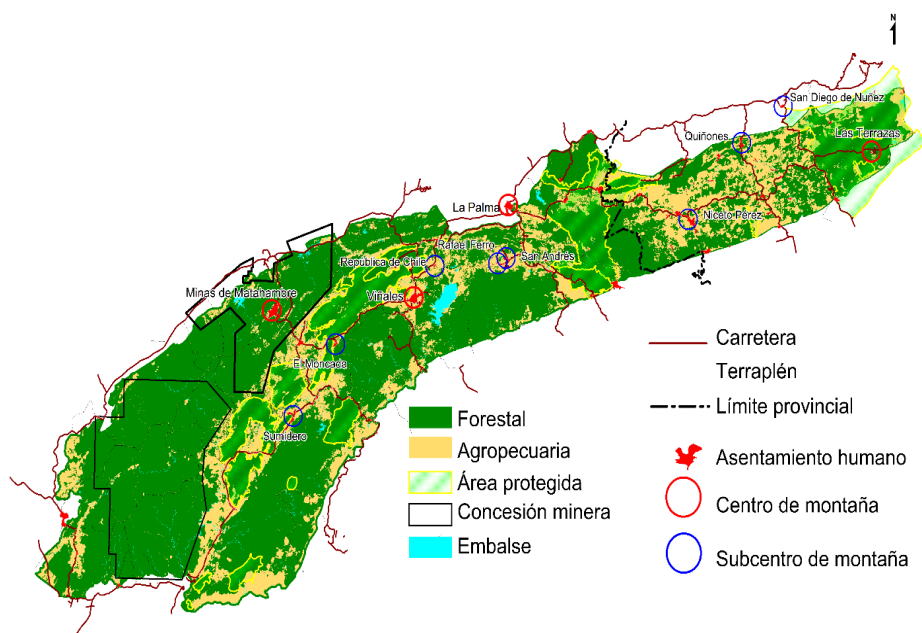 N
San Diego de Nuñez
Quiñones
Las Terrazas
La Palma
Niceto Pérez
Rafael Ferro
San Andrés
República de Chile
Minas de Matahambre
Viñales
El Moncada
Sumidero
Carretera
Terraplén
Límite provincial
Asentamiento humano
Centro de montaña
Subcentro de montaña
Forestal
Agropecuaria
Área protegida
Concesión minera
Embalse